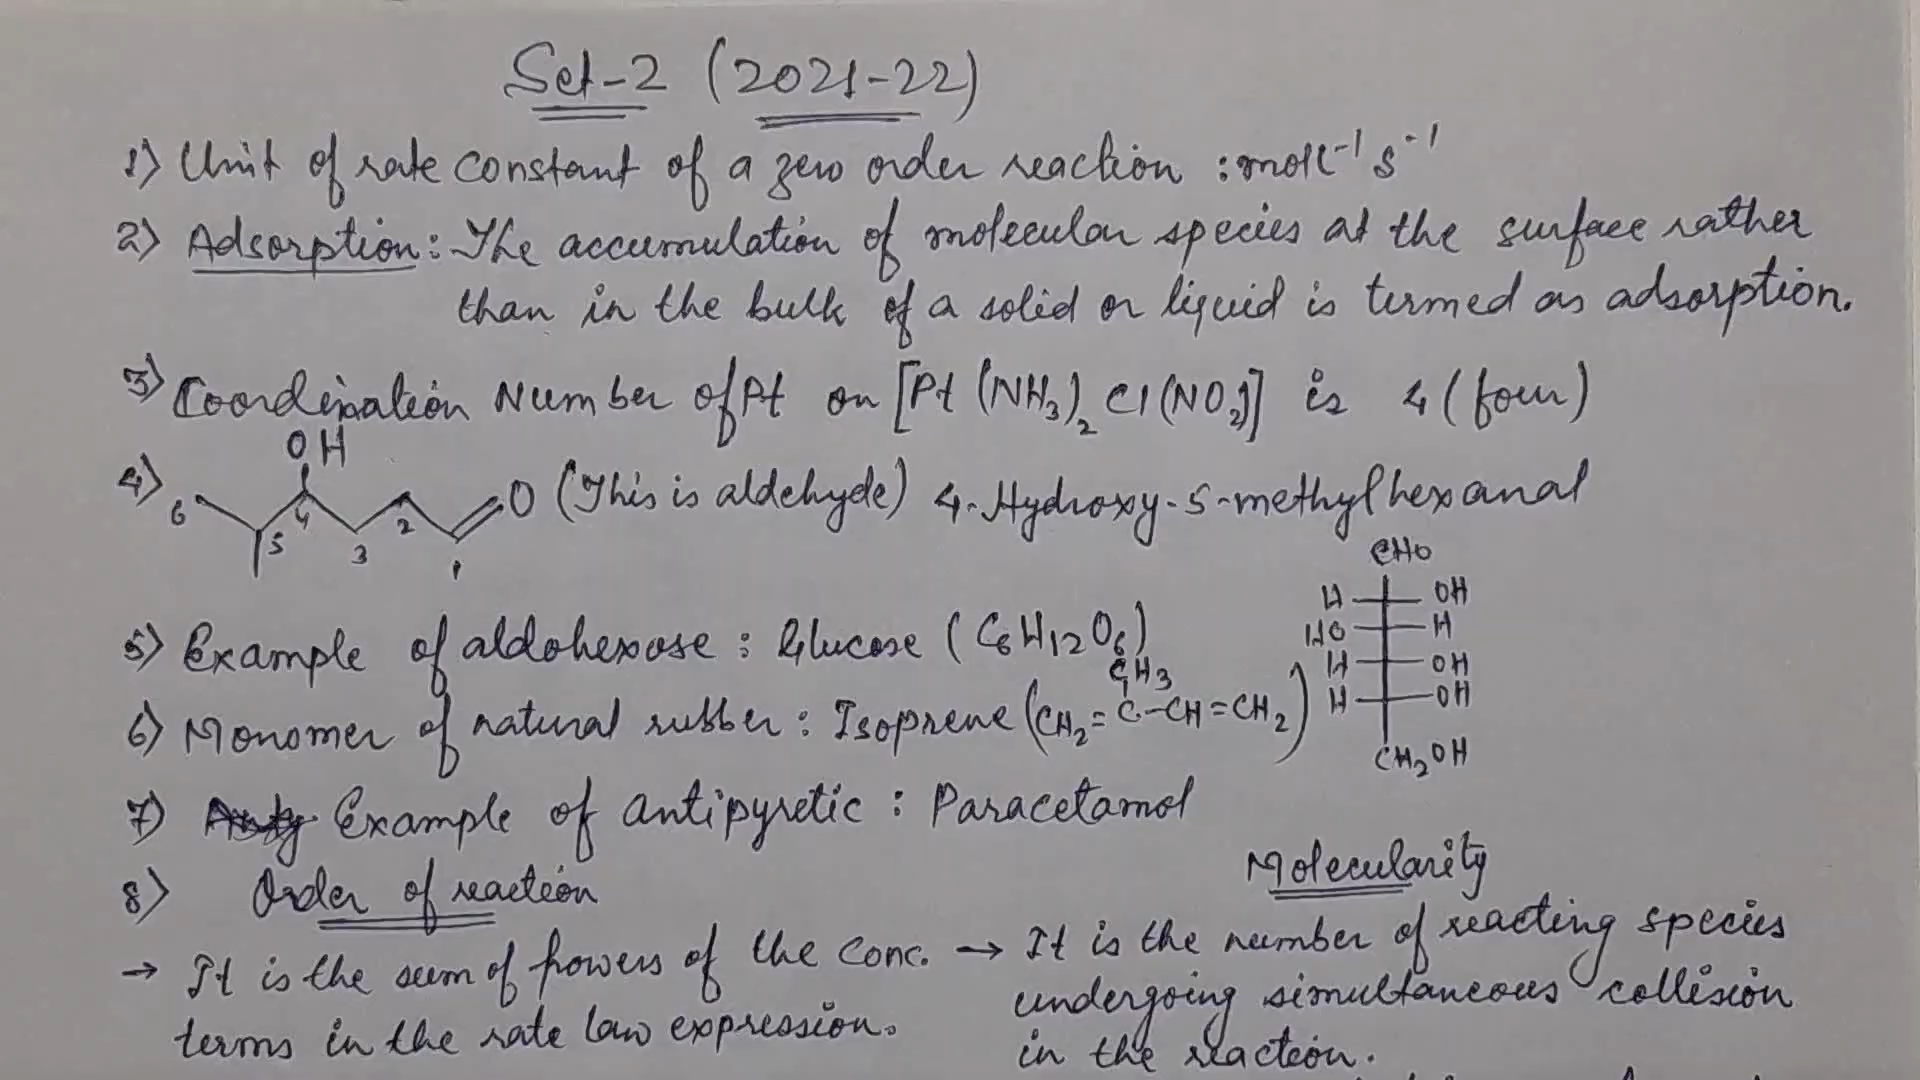 Set-2 (2021-22)
1) Unit of rate constant of a zero order reaction : mol L⁻¹ s⁻¹
2) Adsorption : The accumulation of molecular species at the surface rather
than in the bulk of a solid or liquid is termed as adsorption.
3) Coordination Number of Pt on [Pt (NH₃)₂ Cl (NO₂)] is 4 (four)
OH
4) 6 5 4 3 2 1 O (This is aldehyde) 4-Hydroxy-5-methylhexanal
CHO
H OH
5) Example of aldohexose : Glucose (C₆H₁₂O₆) HO H
CH₃ H OH
6) Monomer of natural rubber : Isoprene (CH₂=C-CH=CH₂) H OH
CH₂OH
7) Example of antipyretic : Paracetamol
8) Order of reaction Molecularity
→ It is the sum of powers of the conc. → It is the number of reacting species
terms in the rate law expression. undergoing simultaneous collision
in the reaction.